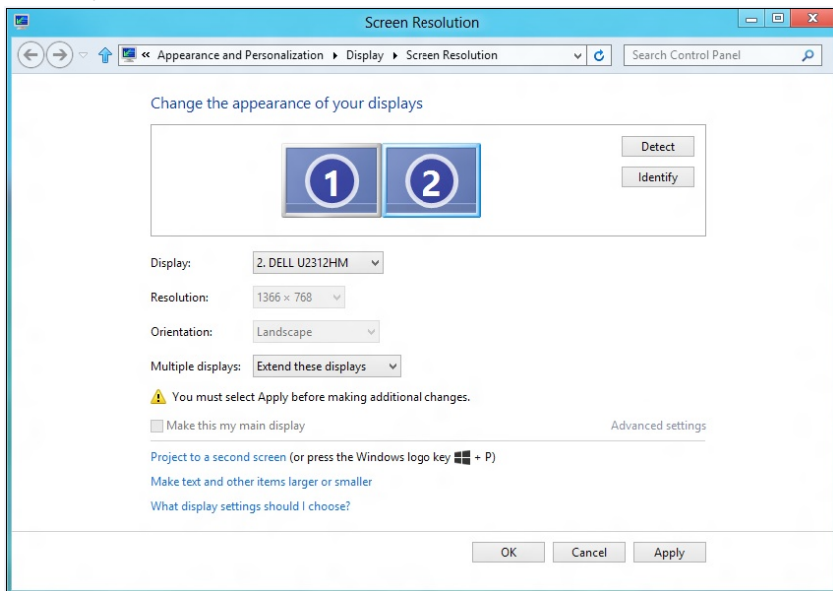 Screen Resolution
« Appearance and Personalization ▸ Display ▸ Screen Resolution
Search Control Panel
Change the appearance of your displays
1 2
Detect
Identify
Display: 2. DELL U2312HM
Resolution: 1366 × 768
Orientation: Landscape
Multiple displays: Extend these displays
You must select Apply before making additional changes.
Make this my main display Advanced settings
Project to a second screen (or press the Windows logo key + P)
Make text and other items larger or smaller
What display settings should I choose?
OK Cancel Apply